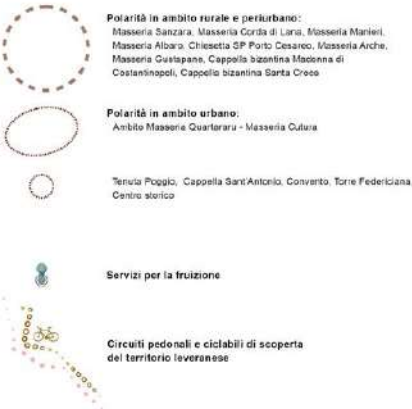 Polarità in ambito rurale e periurbano:
Masseria Sanzara, Masseria Corda di Lana, Masseria Manieri,
Masseria Albaro, Chiesetta SP Porto Cesareo, Masseria Arche,
Masseria Gustapane, Cappella bizantina Madonna di
Costantinopoli, Cappella bizantina Santa Croce
Polarità in ambito urbano:
Ambito Masseria Quartararu - Masseria Cutura
Tenuta Poggio, Cappella Sant'Antonio, Convento, Torre Federiciana,
Centro storico
Servizi per la fruizione
Circuiti pedonali e ciclabili di scoperta
del territorio leveranese